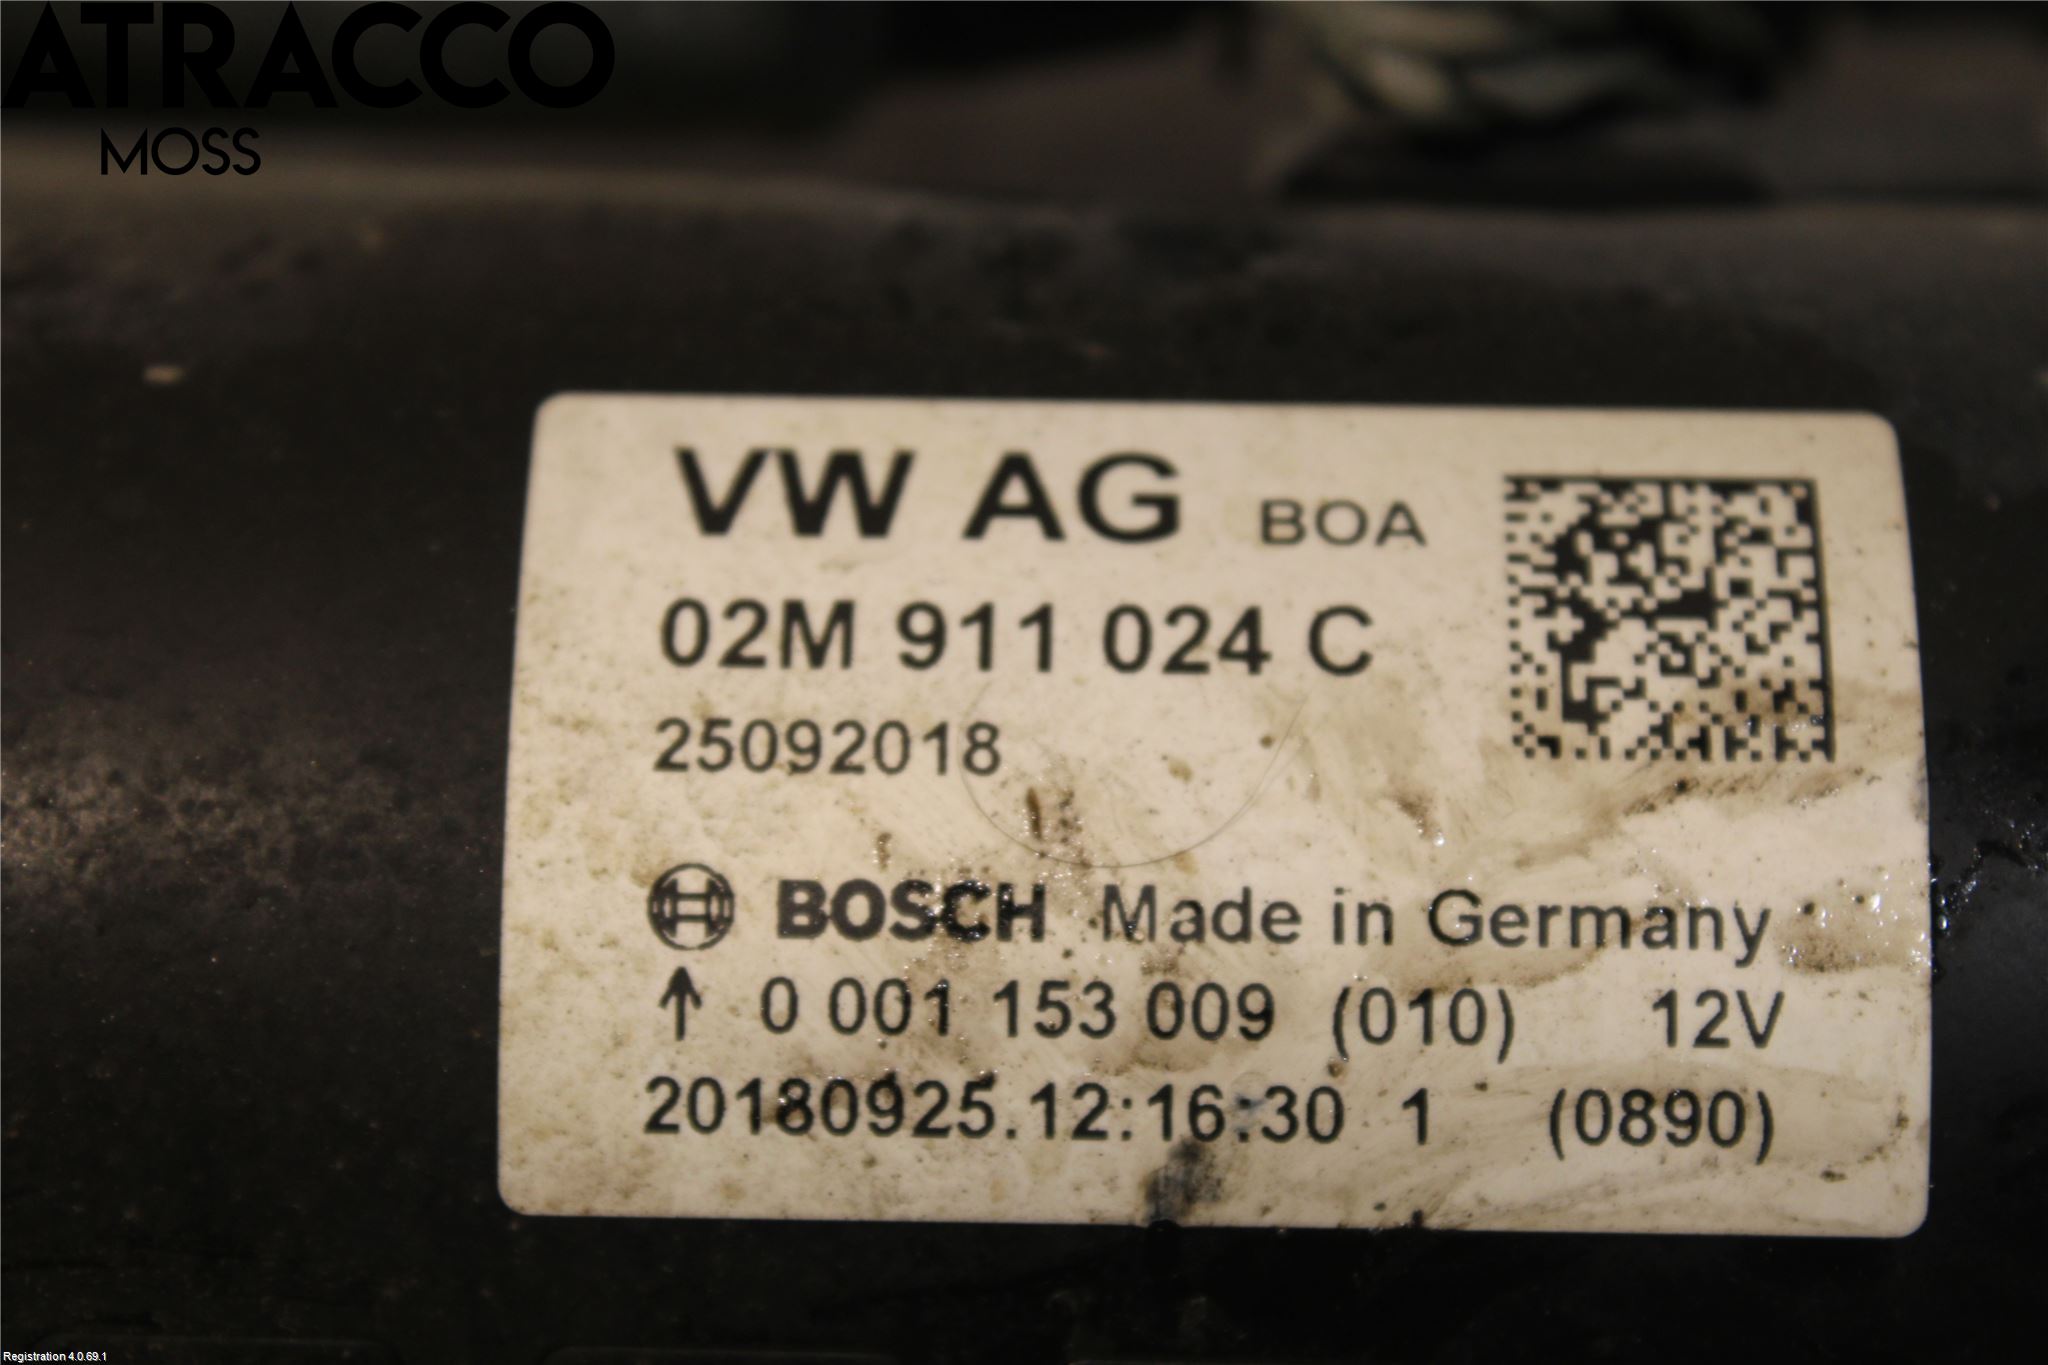 ATRACCO
MOSS
VW AG BOA
02M 911 024 C
25092018
BOSCH Made in Germany
↑ 0 001 153 009 (010) 12V
20180925.12:16:30 1 (0890)
Registration 4.0.69.1